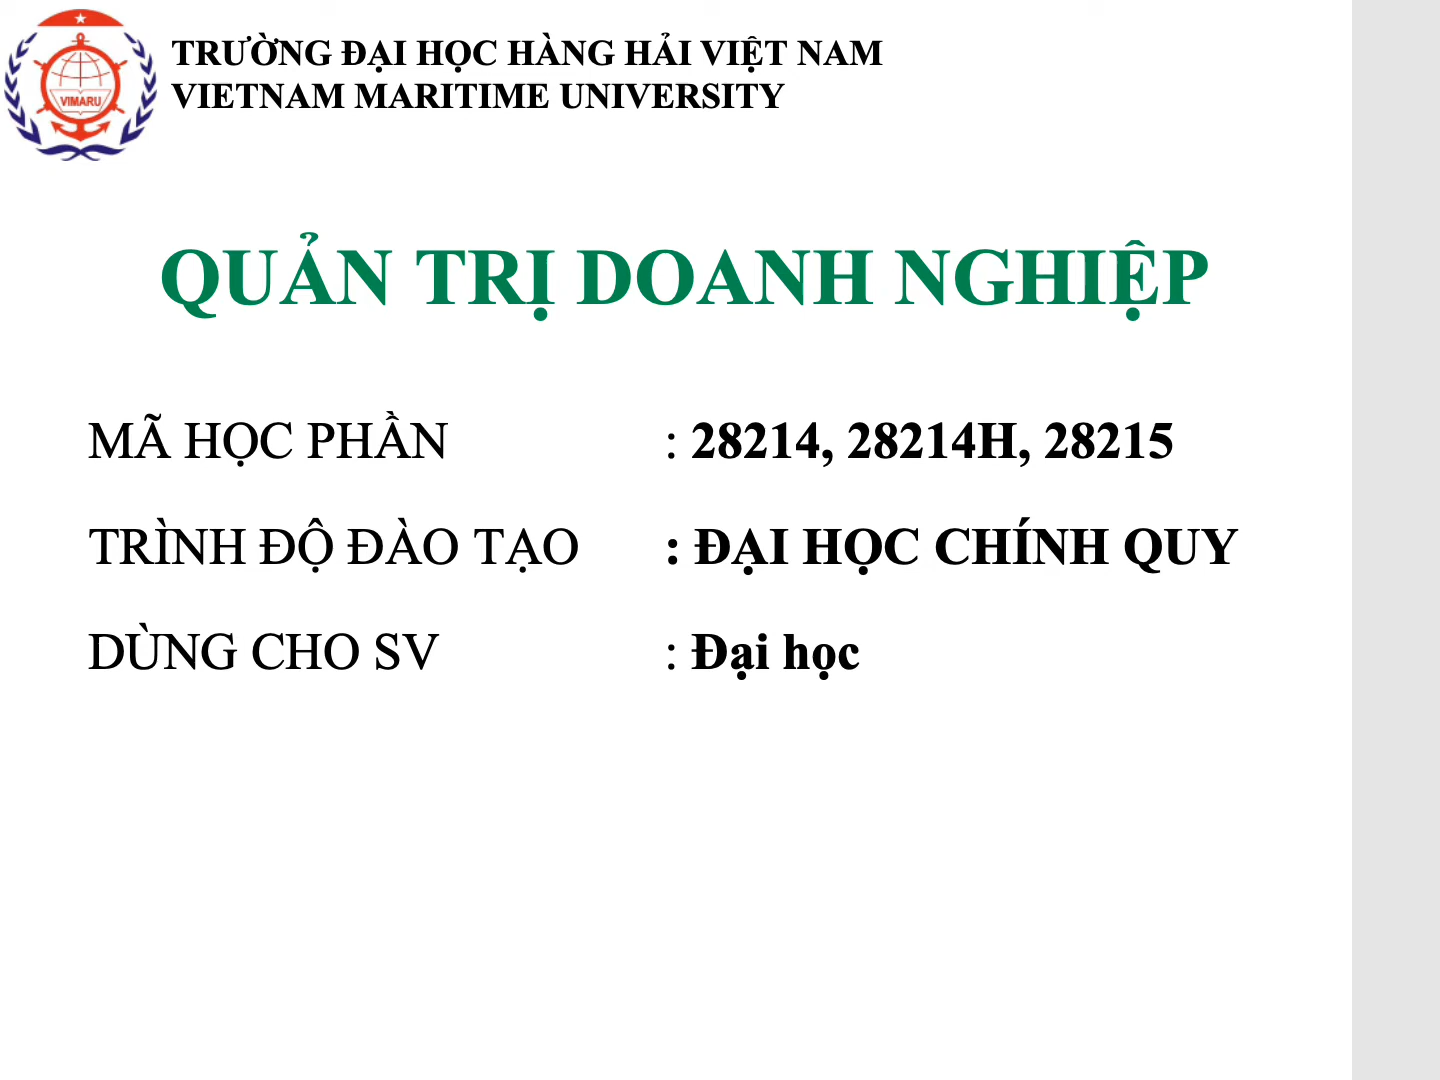 VIMARU
TRƯỜNG ĐẠI HỌC HÀNG HẢI VIỆT NAM
VIETNAM MARITIME UNIVERSITY
QUẢN TRỊ DOANH NGHIỆP
MÃ HỌC PHẦN : 28214, 28214H, 28215
TRÌNH ĐỘ ĐÀO TẠO : ĐẠI HỌC CHÍNH QUY
DÙNG CHO SV : Đại học